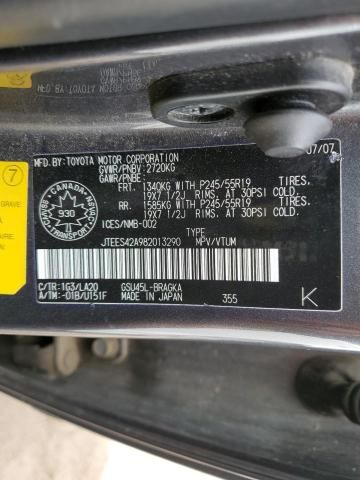 07/07
MFD.BY:TOYOTA MOTOR CORPORATION
GVWR/PNBV: 2720KG
GAWR/PNBE:
FRT. 1340KG WITH P245/55R19 TIRES.
19X7 1/2J RIMS, AT 30PSI COLD.
RR. 1585KG WITH P245/55R19 TIRES.
19X7 1/2J RIMS, AT 30PSI COLD.
ICES/NMB-002
TYPE
JTEES42A982013290 MPV/VTUM
C/TR:1G3/LA20 GSU45L-BRAGKA
A/TM:-01B/U151F MADE IN JAPAN 355 K
CANADA
930
7